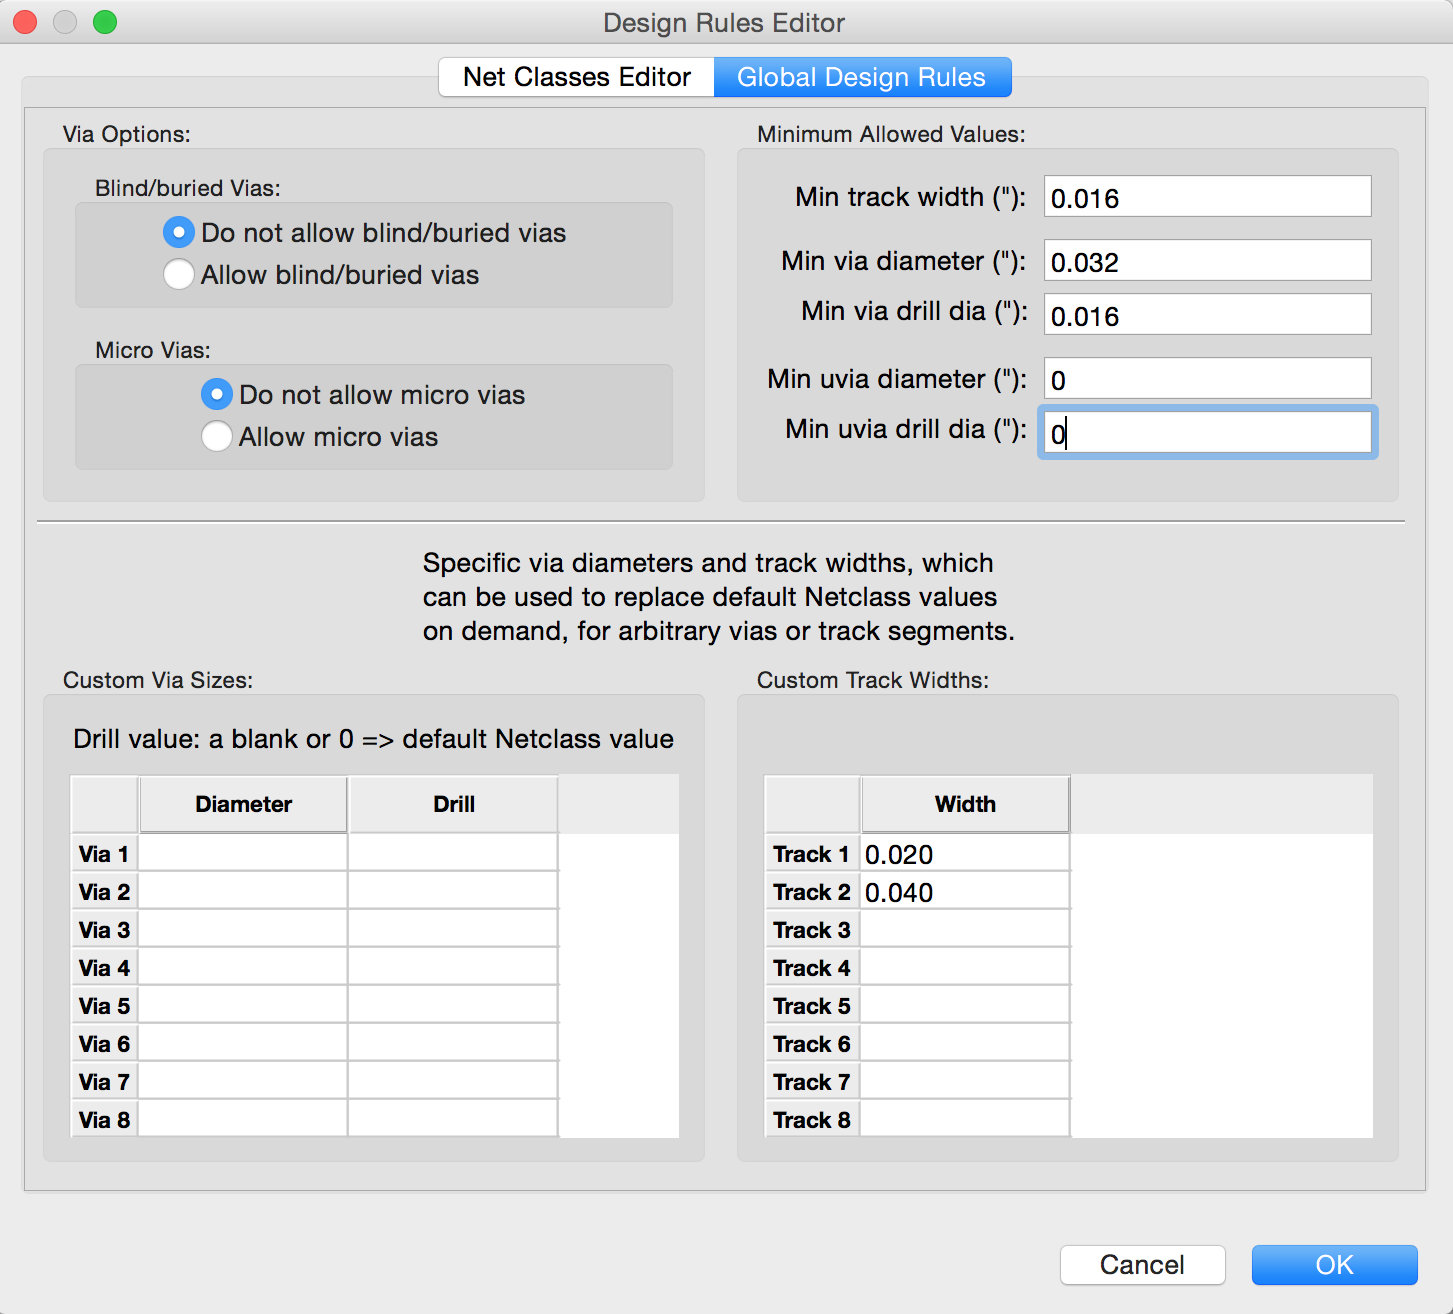 Design Rules Editor
Net Classes Editor
Global Design Rules
Via Options:
Blind/buried Vias:
Do not allow blind/buried vias
Allow blind/buried vias
Micro Vias:
Do not allow micro vias
Allow micro vias
Minimum Allowed Values:
Min track width ("): 0.016
Min via diameter ("): 0.032
Min via drill dia ("): 0.016
Min uvia diameter ("): 0
Min uvia drill dia ("): 0
Specific via diameters and track widths, which
can be used to replace default Netclass values
on demand, for arbitrary vias or track segments.
Custom Via Sizes:
Drill value: a blank or 0 => default Netclass value
Diameter Drill
Via 1
Via 2
Via 3
Via 4
Via 5
Via 6
Via 7
Via 8
Custom Track Widths:
Width
Track 1 0.020
Track 2 0.040
Track 3
Track 4
Track 5
Track 6
Track 7
Track 8
Cancel
OK